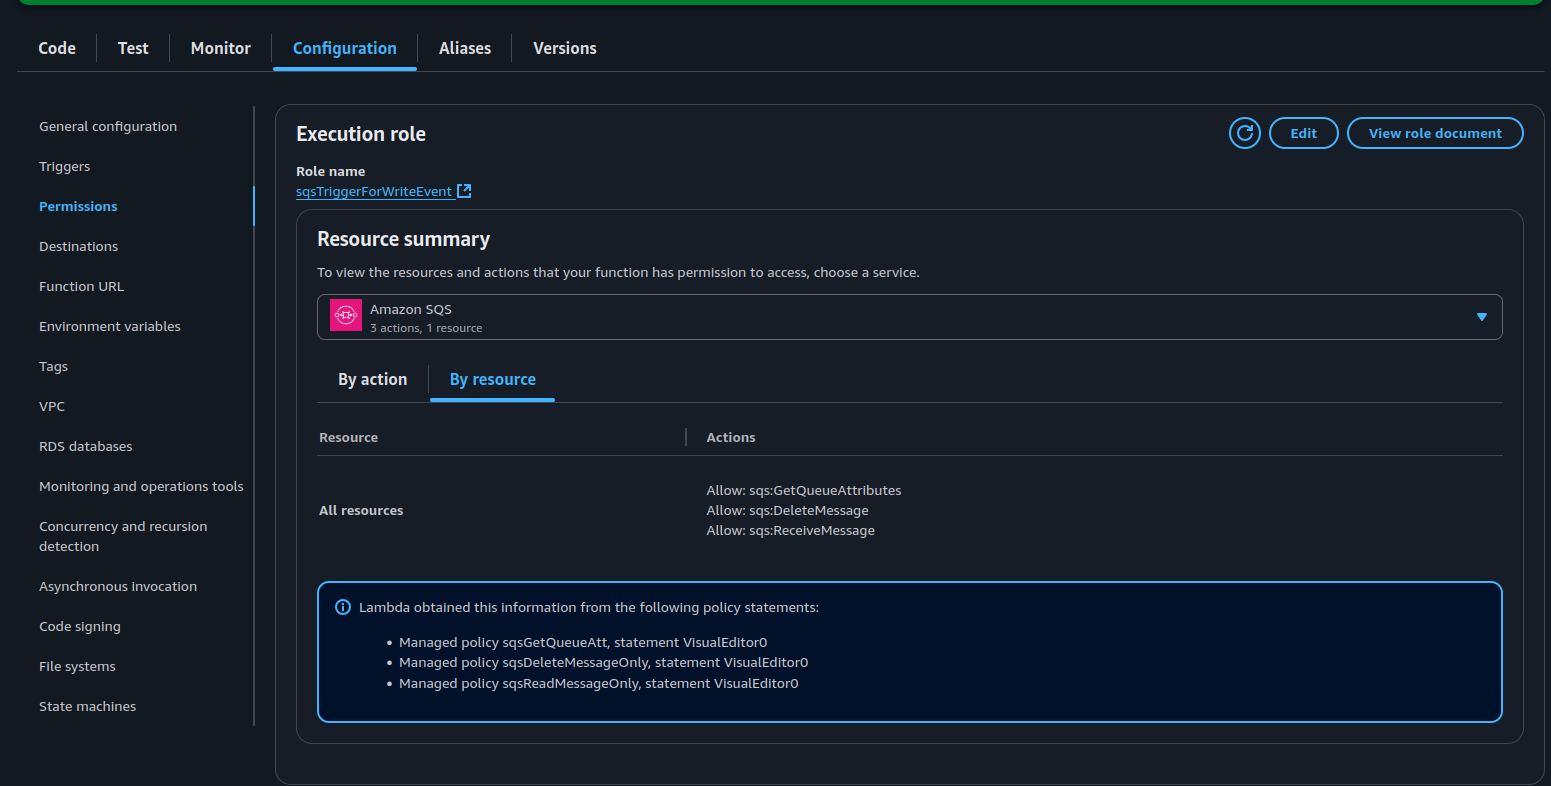 Code
Test
Monitor
Configuration
Aliases
Versions
General configuration
Triggers
Permissions
Destinations
Function URL
Environment variables
Tags
VPC
RDS databases
Monitoring and operations tools
Concurrency and recursion
detection
Asynchronous invocation
Code signing
File systems
State machines
Execution role
Edit
View role document
Role name
sqsTriggerForWriteEvent
Resource summary
To view the resources and actions that your function has permission to access, choose a service.
Amazon SQS
3 actions, 1 resource
By action
By resource
Resource
Actions
All resources
Allow: sqs:GetQueueAttributes
Allow: sqs:DeleteMessage
Allow: sqs:ReceiveMessage
Lambda obtained this information from the following policy statements:
• Managed policy sqsGetQueueAtt, statement VisualEditor0
• Managed policy sqsDeleteMessageOnly, statement VisualEditor0
• Managed policy sqsReadMessageOnly, statement VisualEditor0